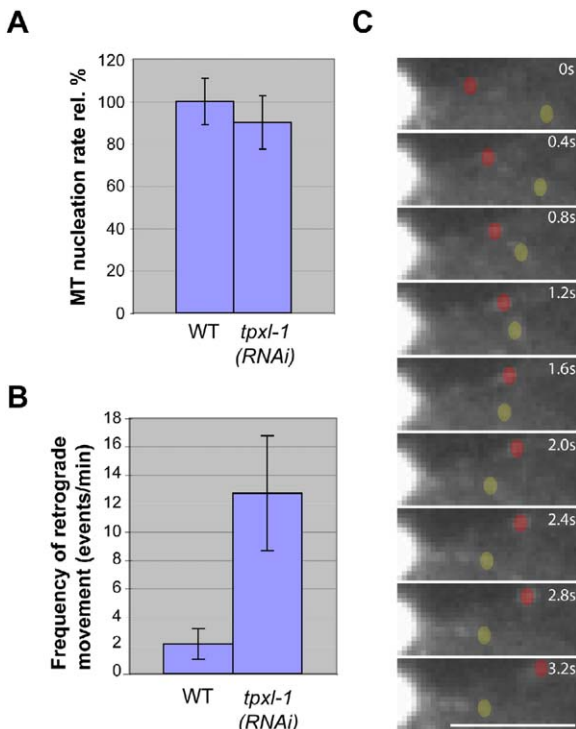 A
MT nucleation rate rel. %
120
100
80
60
40
20
0
WT
tpxl-1
(RNAi)
B
Frequency of retrograde
movement (events/min)
18
16
14
12
10
8
6
4
2
0
WT
tpxl-1
(RNAi)
C
0s
0.4s
0.8s
1.2s
1.6s
2.0s
2.4s
2.8s
3.2s